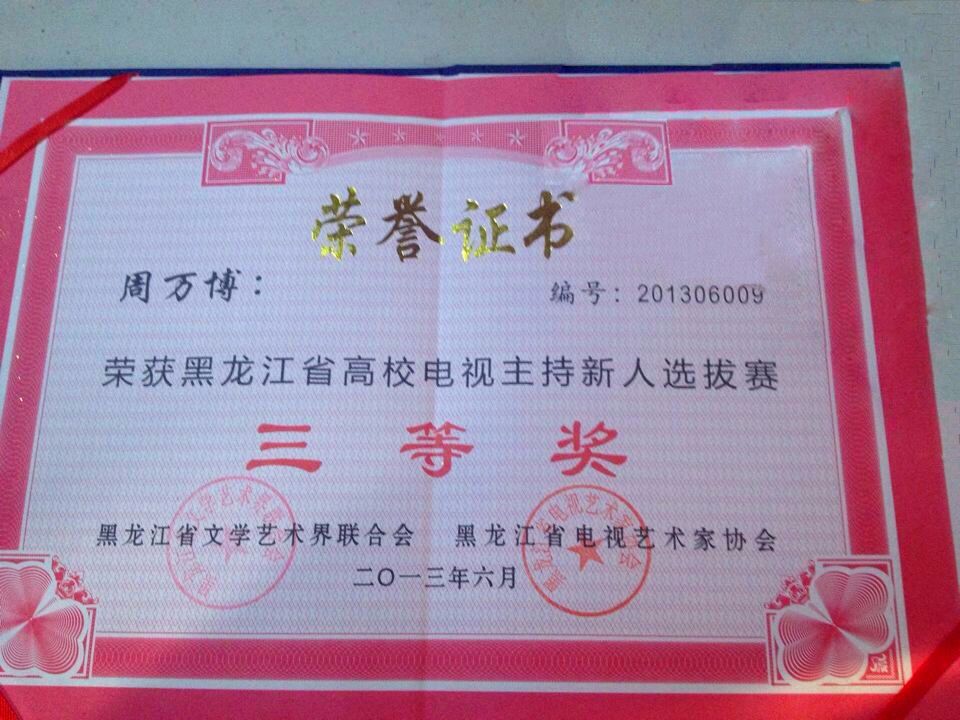 荣誉证书
周万博：
编号：201306009
荣获黑龙江省高校电视主持新人选拔赛
三等奖
黑龙江省文学艺术界联合会 黑龙江省电视艺术家协会
二〇一三年六月